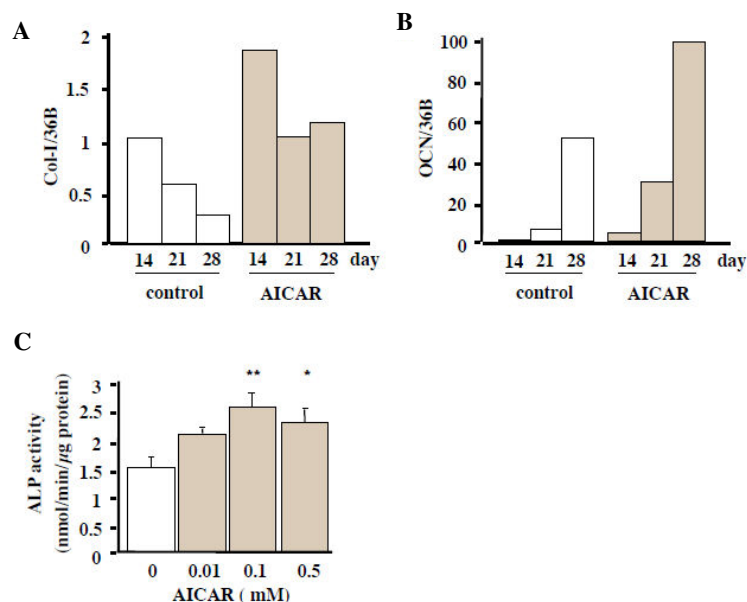 A
2
1.5
1
0.5
0
Col-I/36B
14 21 28 14 21 28 day
control AICAR
B
100
80
60
40
20
0
OCN/36B
14 21 28 14 21 28 day
control AICAR
C
** *
3
2.5
2
1.5
1
0.5
0
ALP activity
(nmol/min/µg protein)
0 0.01 0.1 0.5
AICAR ( mM)